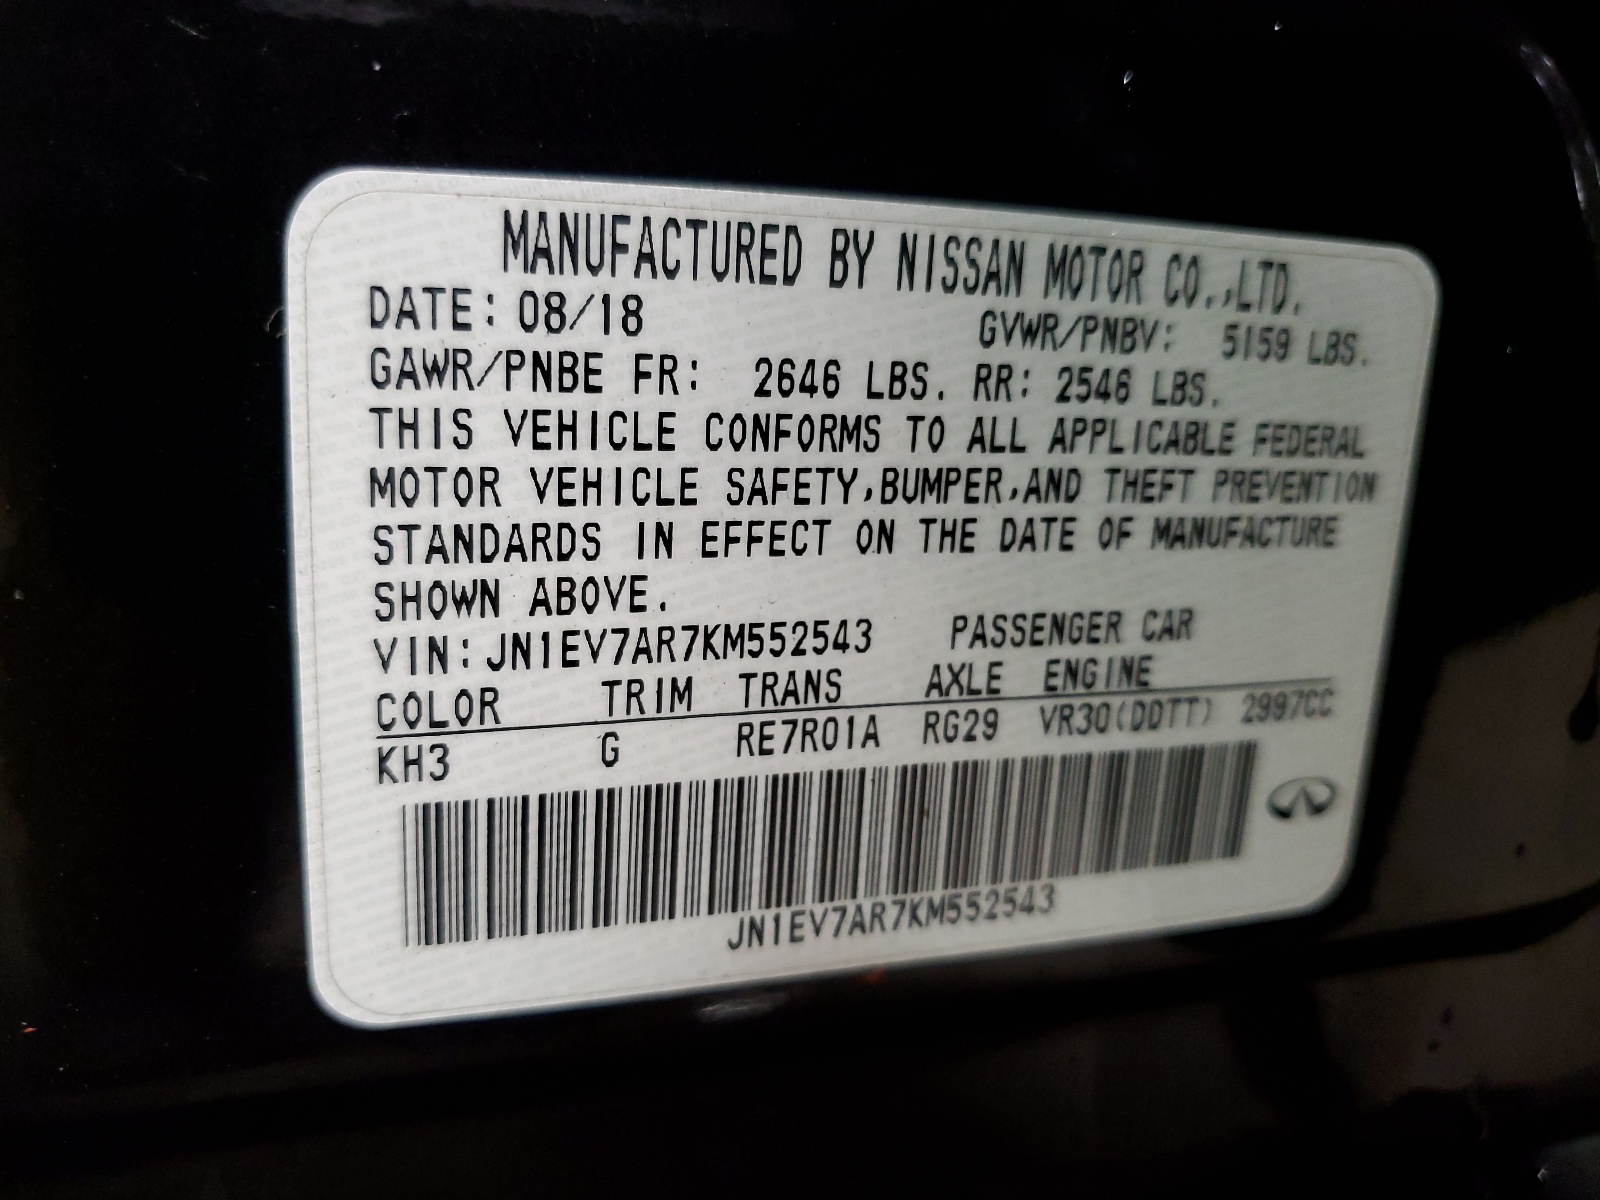 MANUFACTURED BY NISSAN MOTOR CO.,LTD.
DATE: 08/18 GVWR/PNBV: 5159 LBS.
GAWR/PNBE FR: 2646 LBS. RR: 2546 LBS.
THIS VEHICLE CONFORMS TO ALL APPLICABLE FEDERAL
MOTOR VEHICLE SAFETY,BUMPER,AND THEFT PREVENTION
STANDARDS IN EFFECT ON THE DATE OF MANUFACTURE
SHOWN ABOVE.
VIN:JN1EV7AR7KM552543 PASSENGER CAR
COLOR TRIM TRANS AXLE ENGINE
KH3 G RE7R01A RG29 VR30(DDTT) 2997CC
JN1EV7AR7KM552543